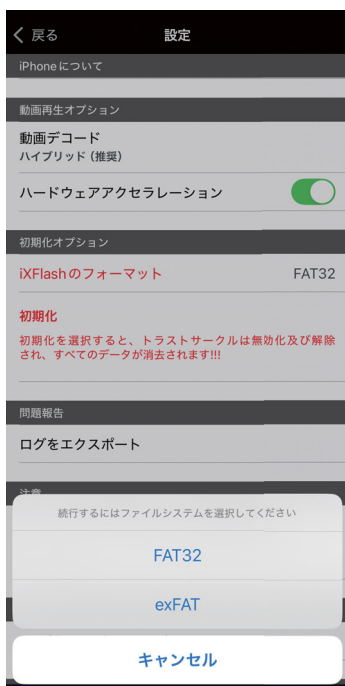 戻る 設定
iPhoneについて
動画再生オプション
動画デコード
ハイブリッド（推奨）
ハードウェアアクセラレーション
初期化オプション
iXFlashのフォーマット FAT32
初期化
初期化を選択すると、トラストサークルは無効化及び解除
され、すべてのデータが消去されます!!!
問題報告
ログをエクスポート
注意
続行するにはファイルシステムを選択してください
FAT32
exFAT
キャンセル